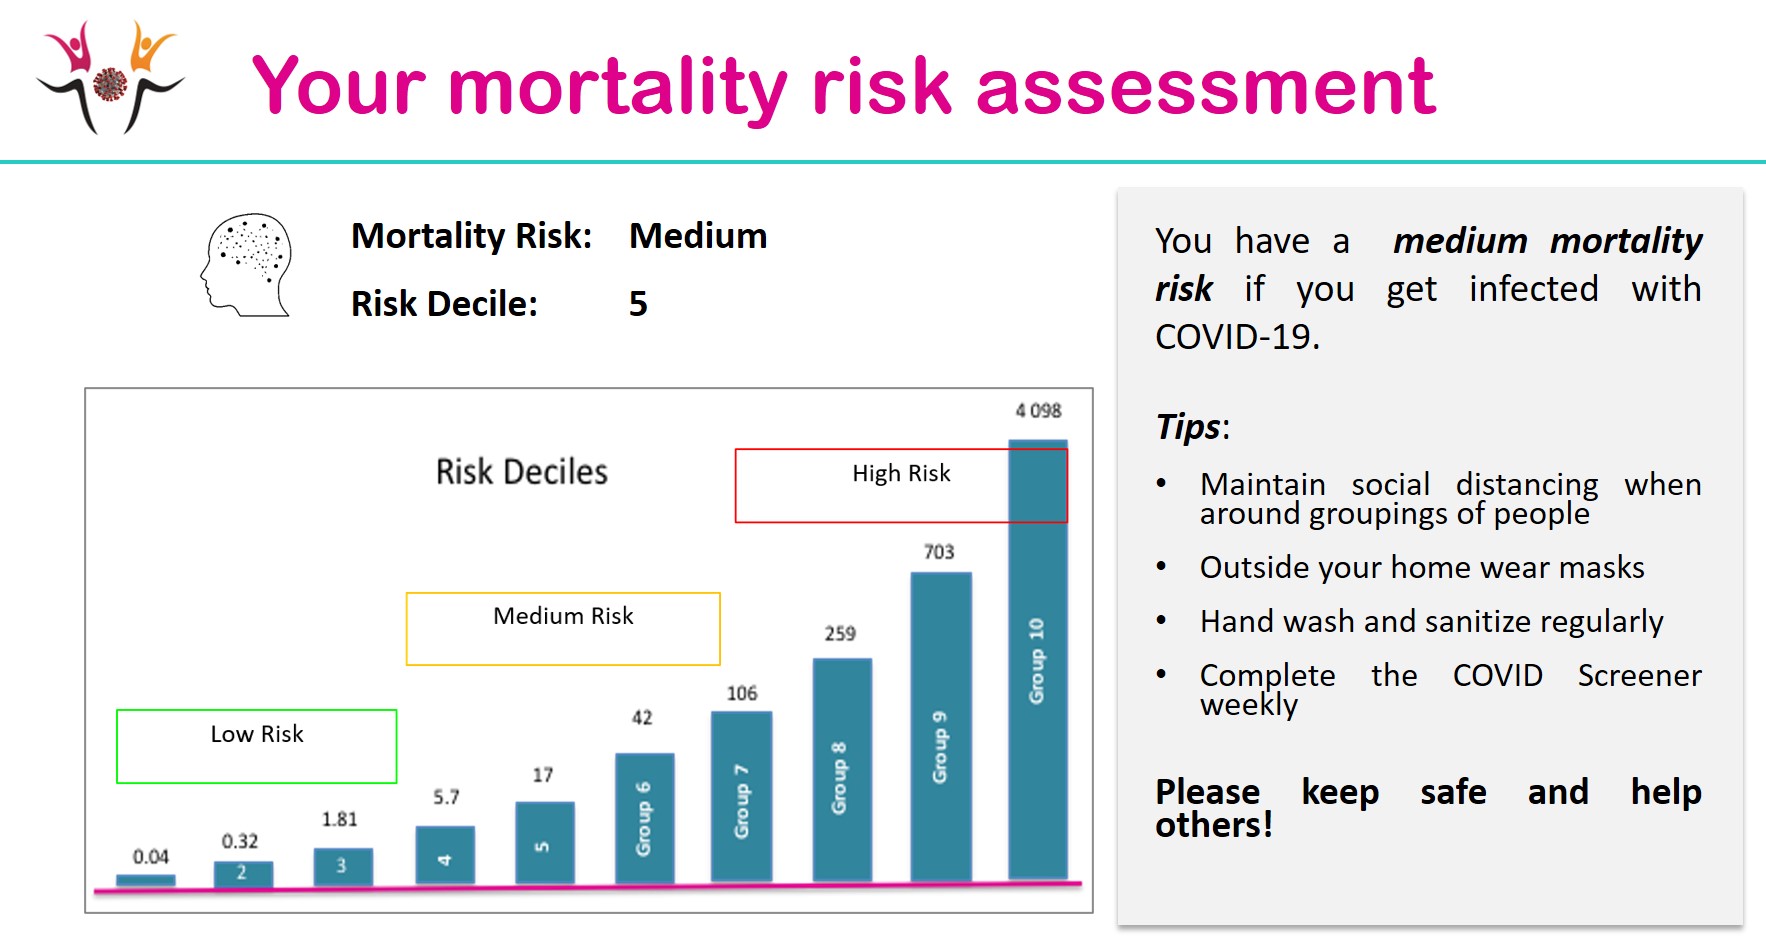 Your mortality risk assessment
Mortality Risk: Medium
Risk Decile: 5
Risk Deciles
Low Risk
Medium Risk
High Risk
0.04
0.32
1.81
5.7
17
42
106
259
703
4 098
2
3
4
5
Group 6
Group 7
Group 8
Group 9
Group 10
You have a medium mortality
risk if you get infected with
COVID-19.
Tips:
• Maintain social distancing when
around groupings of people
• Outside your home wear masks
• Hand wash and sanitize regularly
• Complete the COVID Screener
weekly
Please keep safe and help
others!